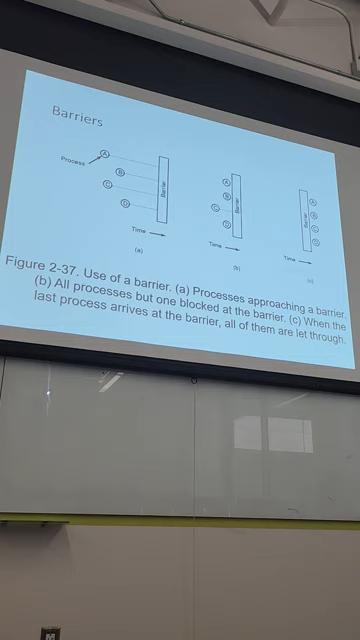 Barriers
Process
A
B
C
D
Barrier
Time
(a)
A
B
C
D
Barrier
Time
(b)
Barrier
A
B
C
D
Time
(c)
Figure 2-37. Use of a barrier. (a) Processes approaching a barrier.
(b) All processes but one blocked at the barrier. (c) When the
last process arrives at the barrier, all of them are let through.